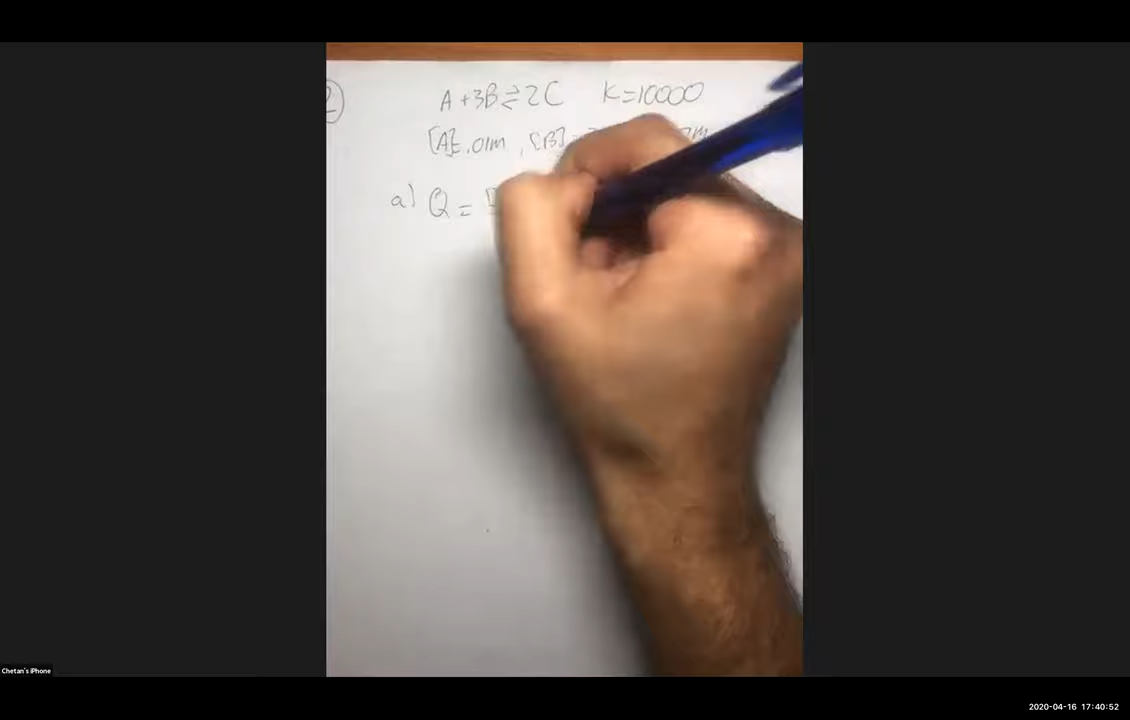 2
A + 3B ⇌ 2C K=10000
[A]=.01M , [B]
a) Q =
Chetan's iPhone
2020-04-16 17:40:52